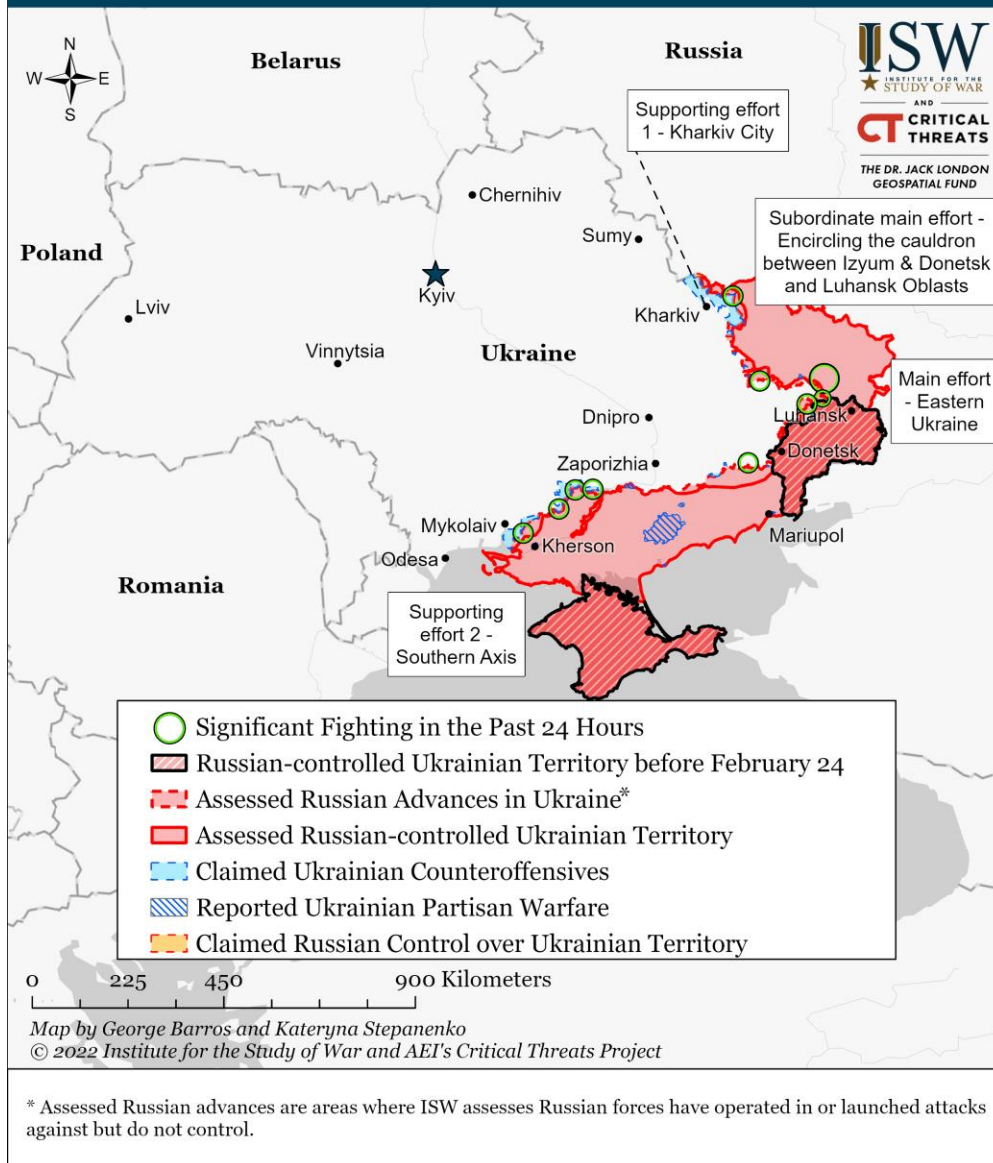 N
W
E
S
Belarus
Russia
ISW
INSTITUTE FOR THE
STUDY OF WAR
AND
CT CRITICAL
THREATS
THE DR. JACK LONDON
GEOSPATIAL FUND
Supporting effort
1 - Kharkiv City
Chernihiv
Sumy
Subordinate main effort -
Encircling the cauldron
between Izyum & Donetsk
and Luhansk Oblasts
Poland
Kyiv
Lviv
Kharkiv
Vinnytsia
Ukraine
Main effort
- Eastern
Ukraine
Dnipro
Luhansk
Donetsk
Zaporizhia
Mykolaiv
Mariupol
Odesa
Kherson
Romania
Supporting
effort 2 -
Southern Axis
Significant Fighting in the Past 24 Hours
Russian-controlled Ukrainian Territory before February 24
Assessed Russian Advances in Ukraine*
Assessed Russian-controlled Ukrainian Territory
Claimed Ukrainian Counteroffensives
Reported Ukrainian Partisan Warfare
Claimed Russian Control over Ukrainian Territory
0 225 450 900 Kilometers
Map by George Barros and Kateryna Stepanenko
© 2022 Institute for the Study of War and AEI's Critical Threats Project
* Assessed Russian advances are areas where ISW assesses Russian forces have operated in or launched attacks
against but do not control.